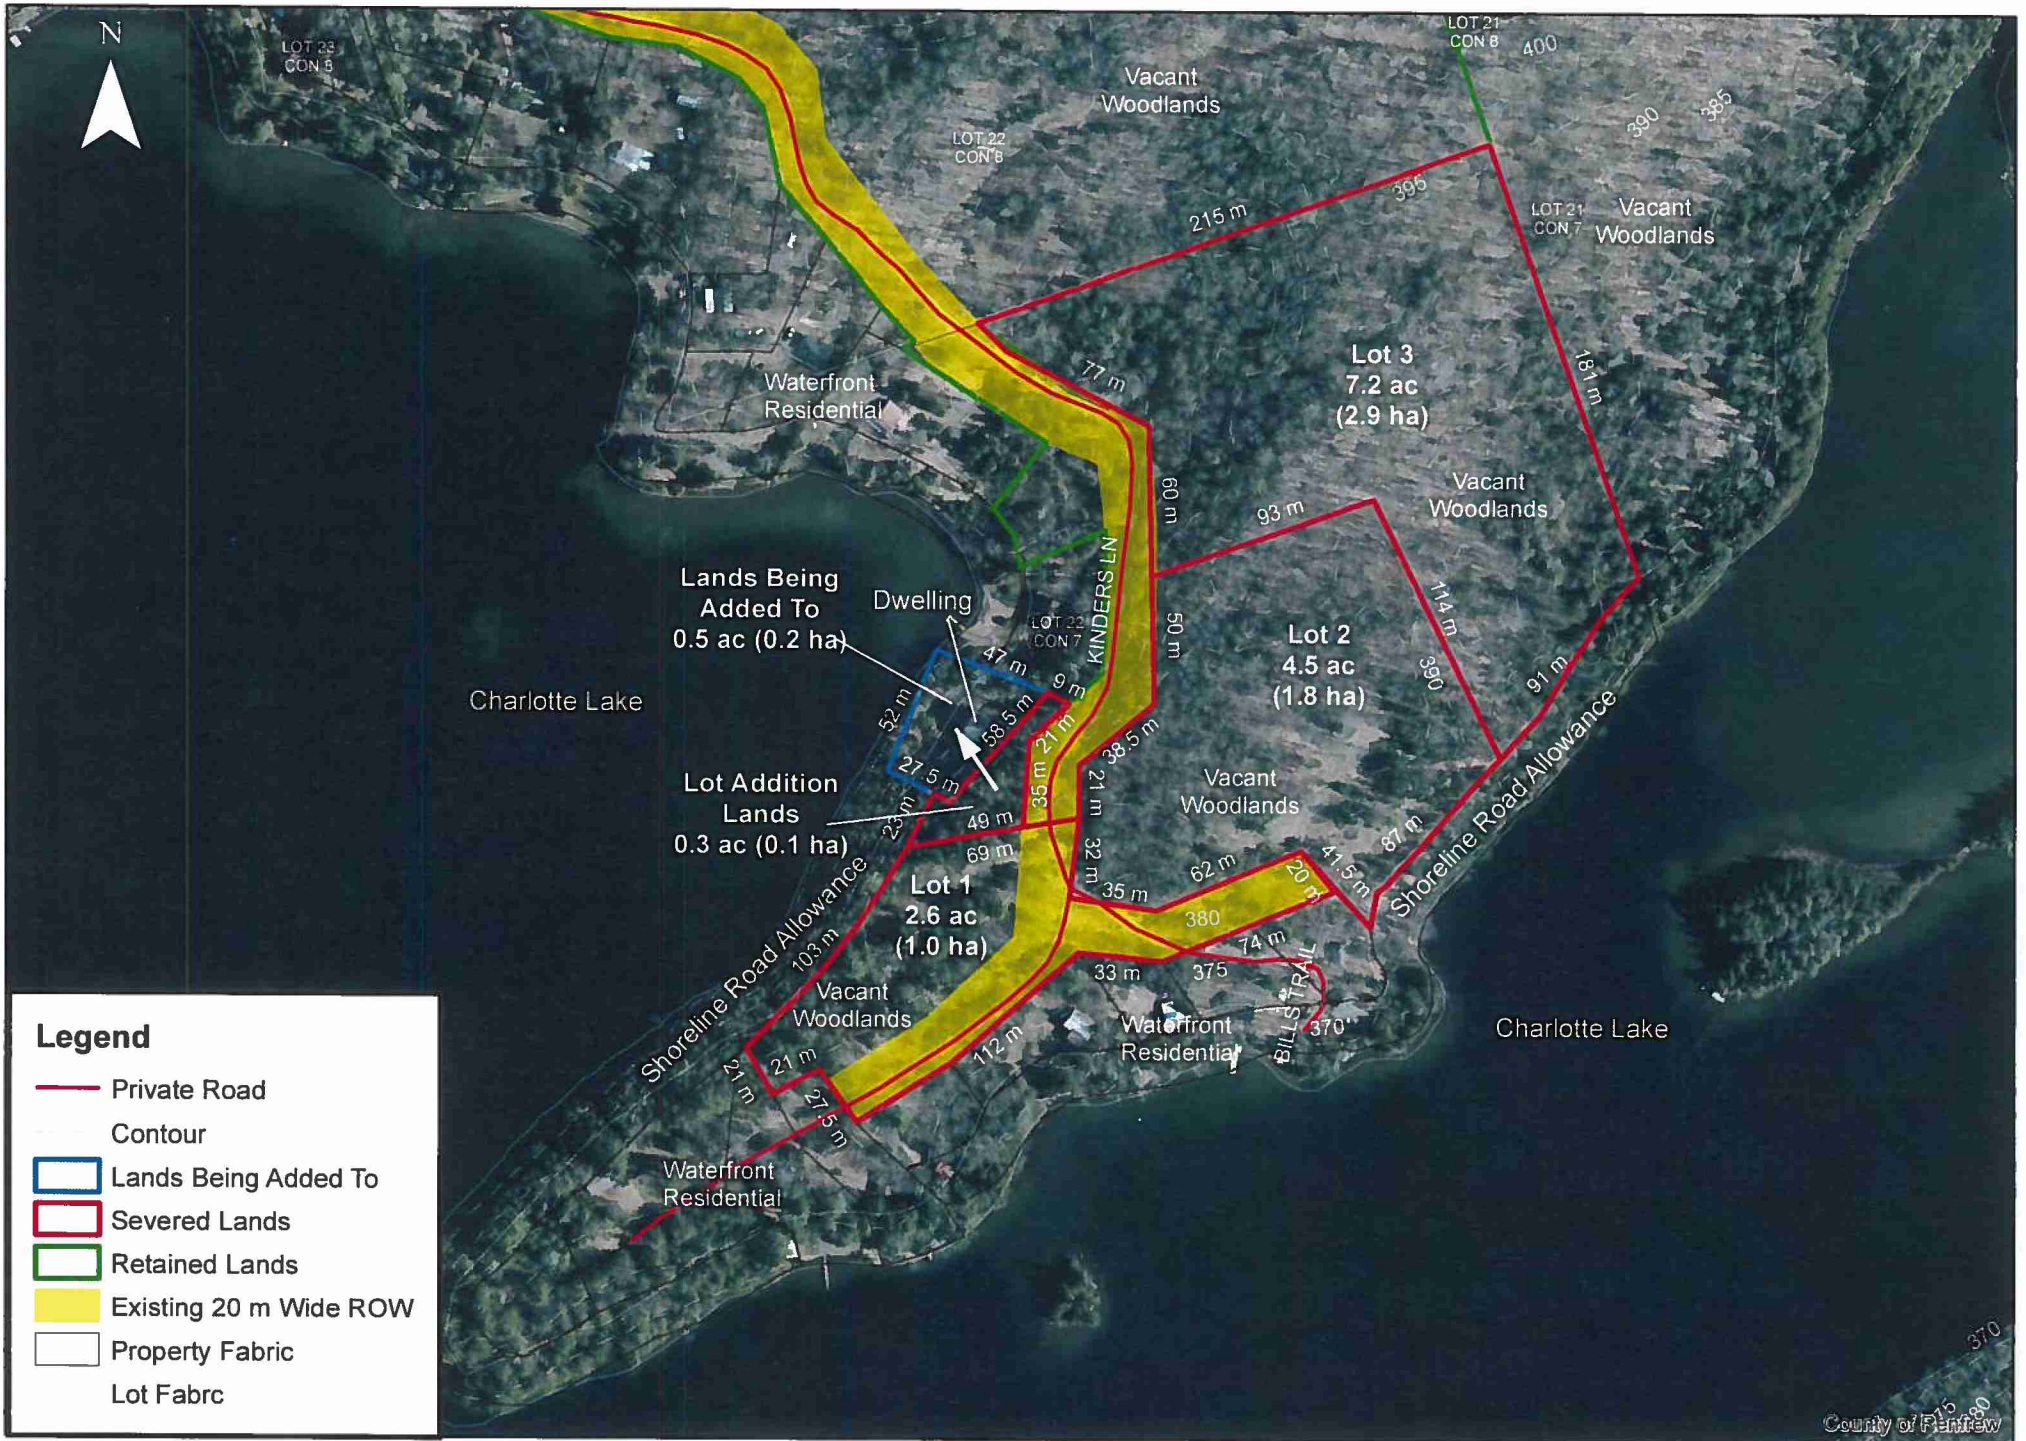 N
LOT 23
CON 8
LOT 22
CON 8
Vacant
Woodlands
LOT 21
CON 8
400
390
385
395
215 m
LOT 21
CON 7
Vacant
Woodlands
77 m
Lot 3
7.2 ac
(2.9 ha)
181 m
Waterfront
Residential
60 m
93 m
Vacant
Woodlands
KINDERS LN
Lands Being
Added To
0.5 ac (0.2 ha)
Dwelling
LOT 22
CON 7
50 m
Lot 2
4.5 ac
(1.8 ha)
114 m
390
91 m
Charlotte Lake
47 m
9 m
52 m
58.5 m
21 m
38.5 m
27.5 m
35 m
21 m
Vacant
Woodlands
Shoreline Road Allowance
Lot Addition
Lands
0.3 ac (0.1 ha)
23 m
49 m
69 m
32 m
62 m
41.5 m
87 m
20 m
35 m
380
Lot 1
2.6 ac
(1.0 ha)
103 m
Shoreline Road Allowance
74 m
33 m
375
BILLS TRAIL
370
Vacant
Woodlands
Waterfront
Residential
Charlotte Lake
112 m
21 m
21 m
27.5 m
Waterfront
Residential
Legend
Private Road
Contour
Lands Being Added To
Severed Lands
Retained Lands
Existing 20 m Wide ROW
Property Fabric
Lot Fabrc
370
375
380
County of Renfrew